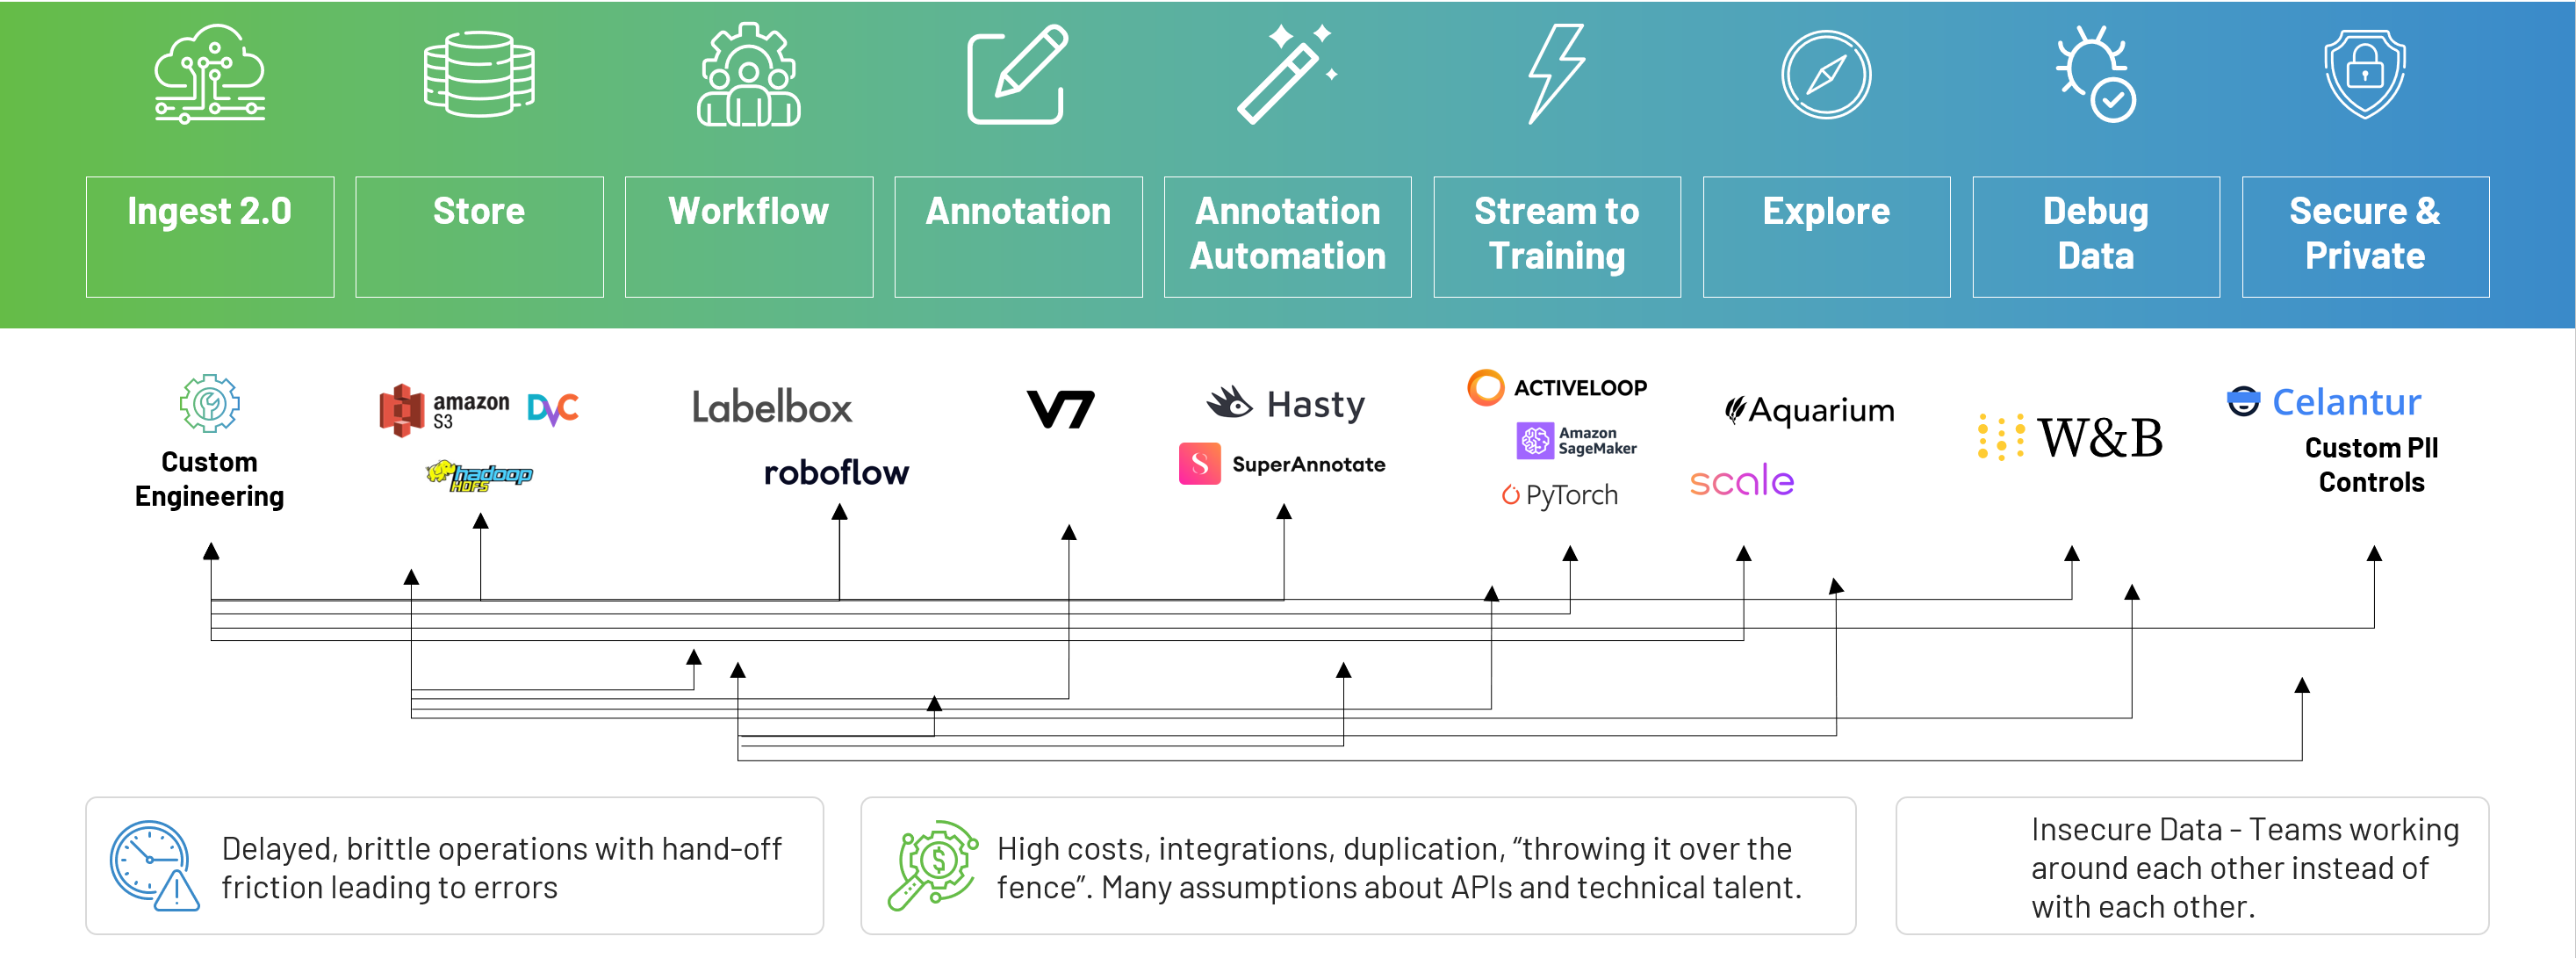 Ingest 2.0
Store
Workflow
Annotation
Annotation
Automation
Stream to
Training
Explore
Debug
Data
Secure &
Private
Custom
Engineering
amazon
S3
DVC
hadoop
HDFS
Labelbox
roboflow
V7
Hasty
S
SuperAnnotate
ACTIVELOOP
Amazon
SageMaker
PyTorch
Aquarium
scale
W&B
Celantur
Custom PII
Controls
Delayed, brittle operations with hand-off
friction leading to errors
$
High costs, integrations, duplication, “throwing it over the
fence”. Many assumptions about APIs and technical talent.
Insecure Data - Teams working
around each other instead of
with each other.